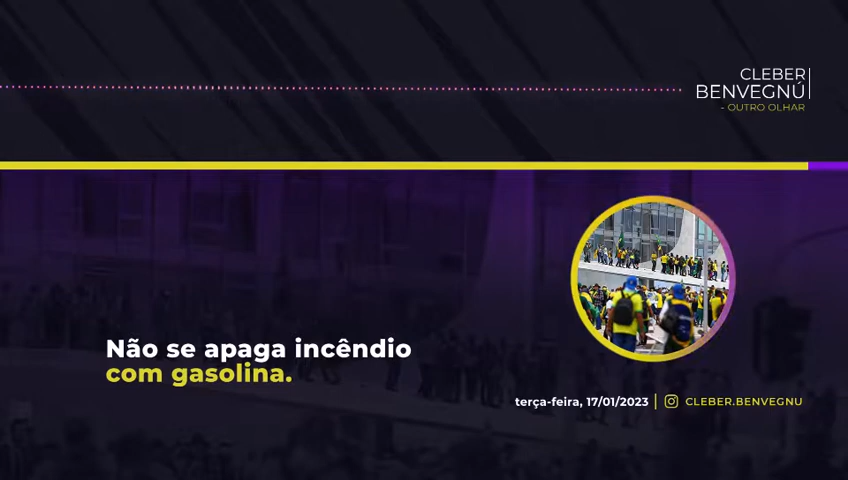 CLEBER
BENVEGNÚ
- OUTRO OLHAR
Não se apaga incêndio
com gasolina.
terça-feira, 17/01/2023 | CLEBER.BENVEGNU